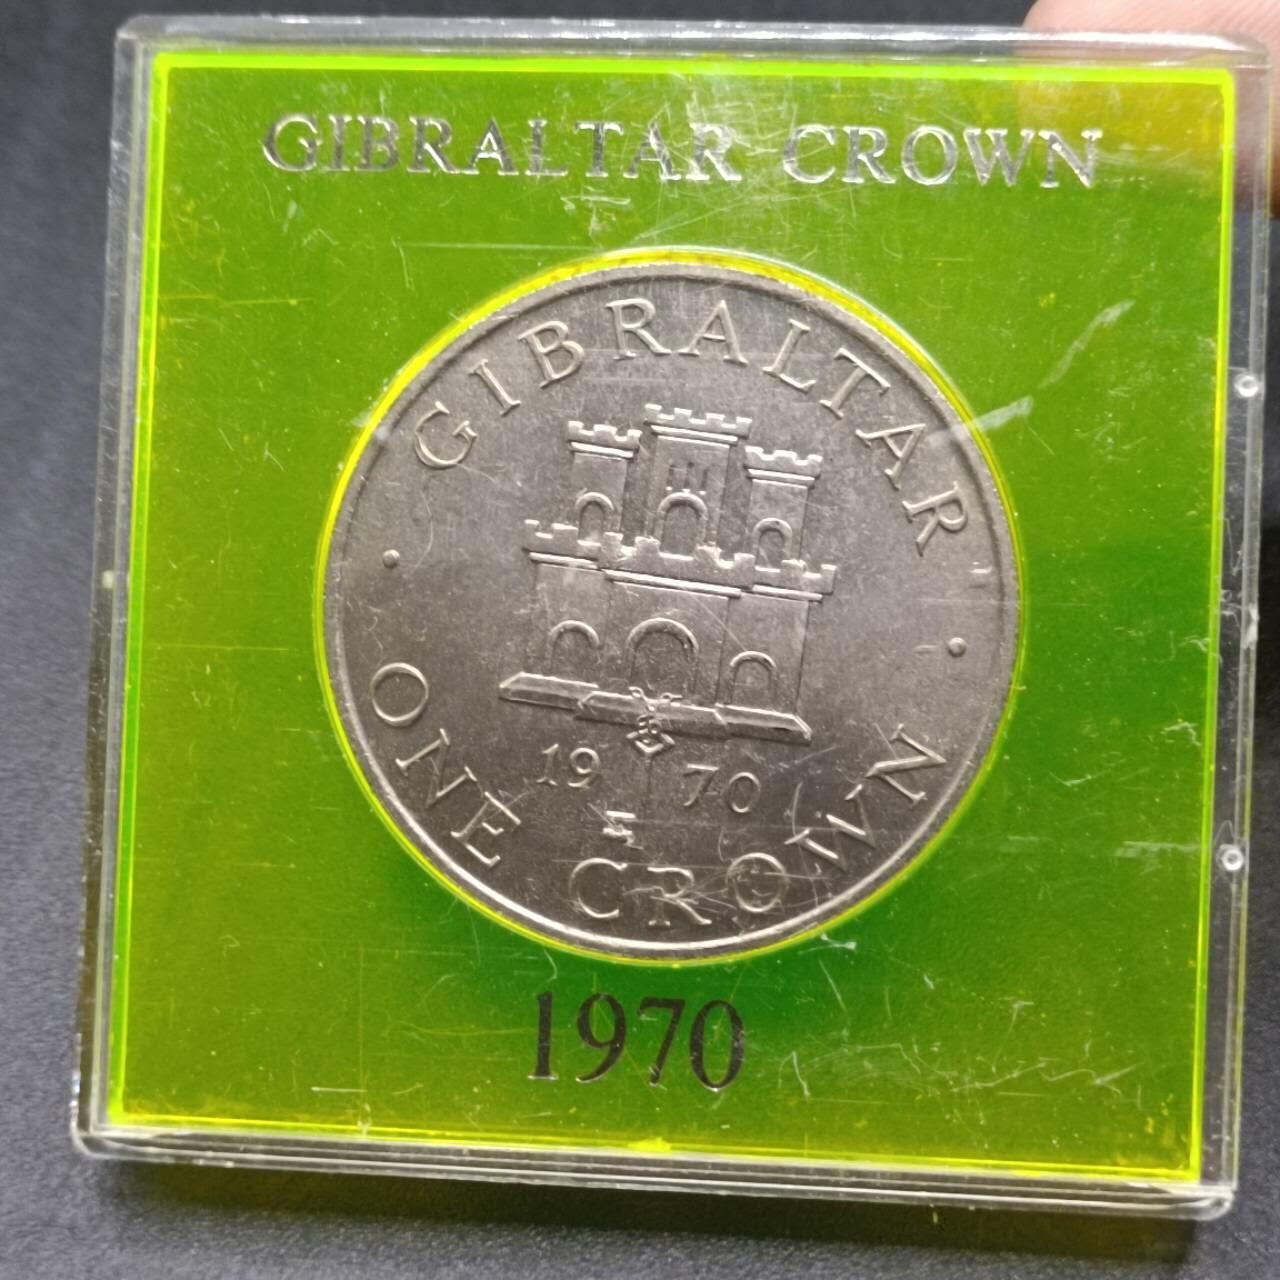 GIBRALTAR CROWN
GIBRALTAR
19 70
ONE CROWN
1970